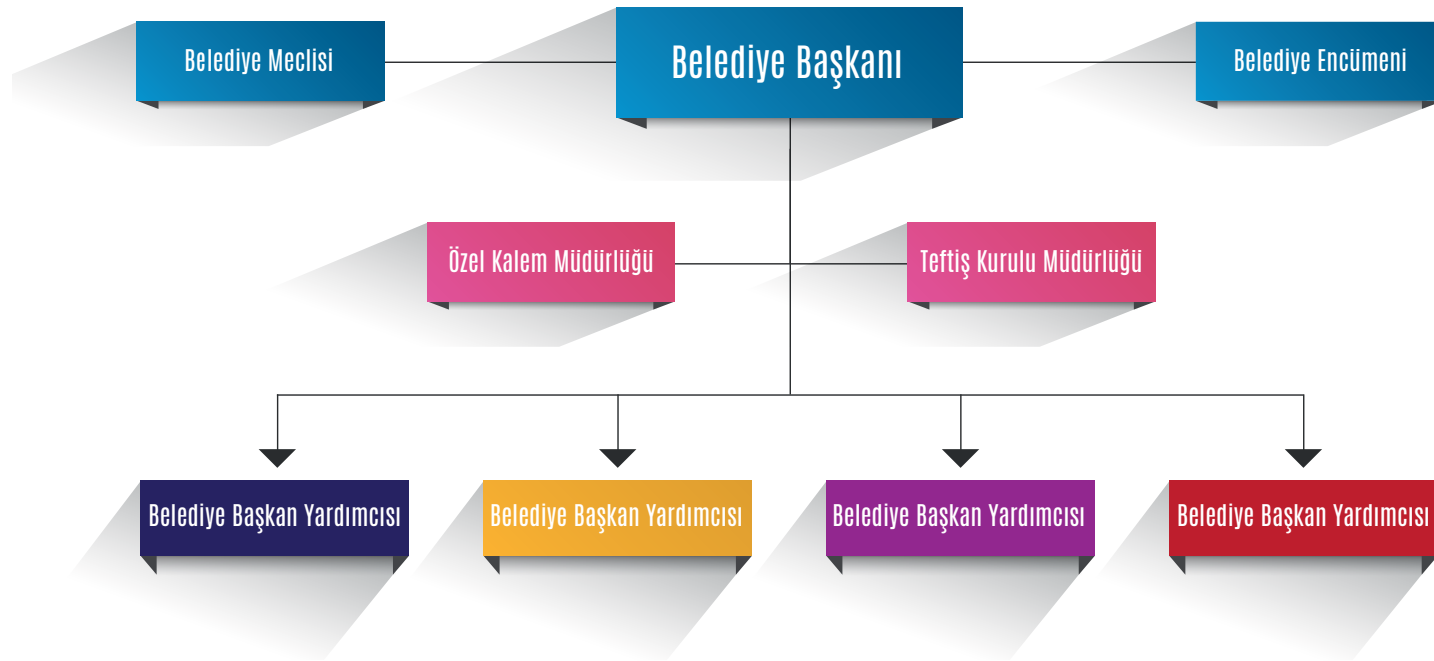 Belediye Meclisi
Belediye Başkanı
Belediye Encümeni
Özel Kalem Müdürlüğü
Teftiş Kurulu Müdürlüğü
Belediye Başkan Yardımcısı
Belediye Başkan Yardımcısı
Belediye Başkan Yardımcısı
Belediye Başkan Yardımcısı